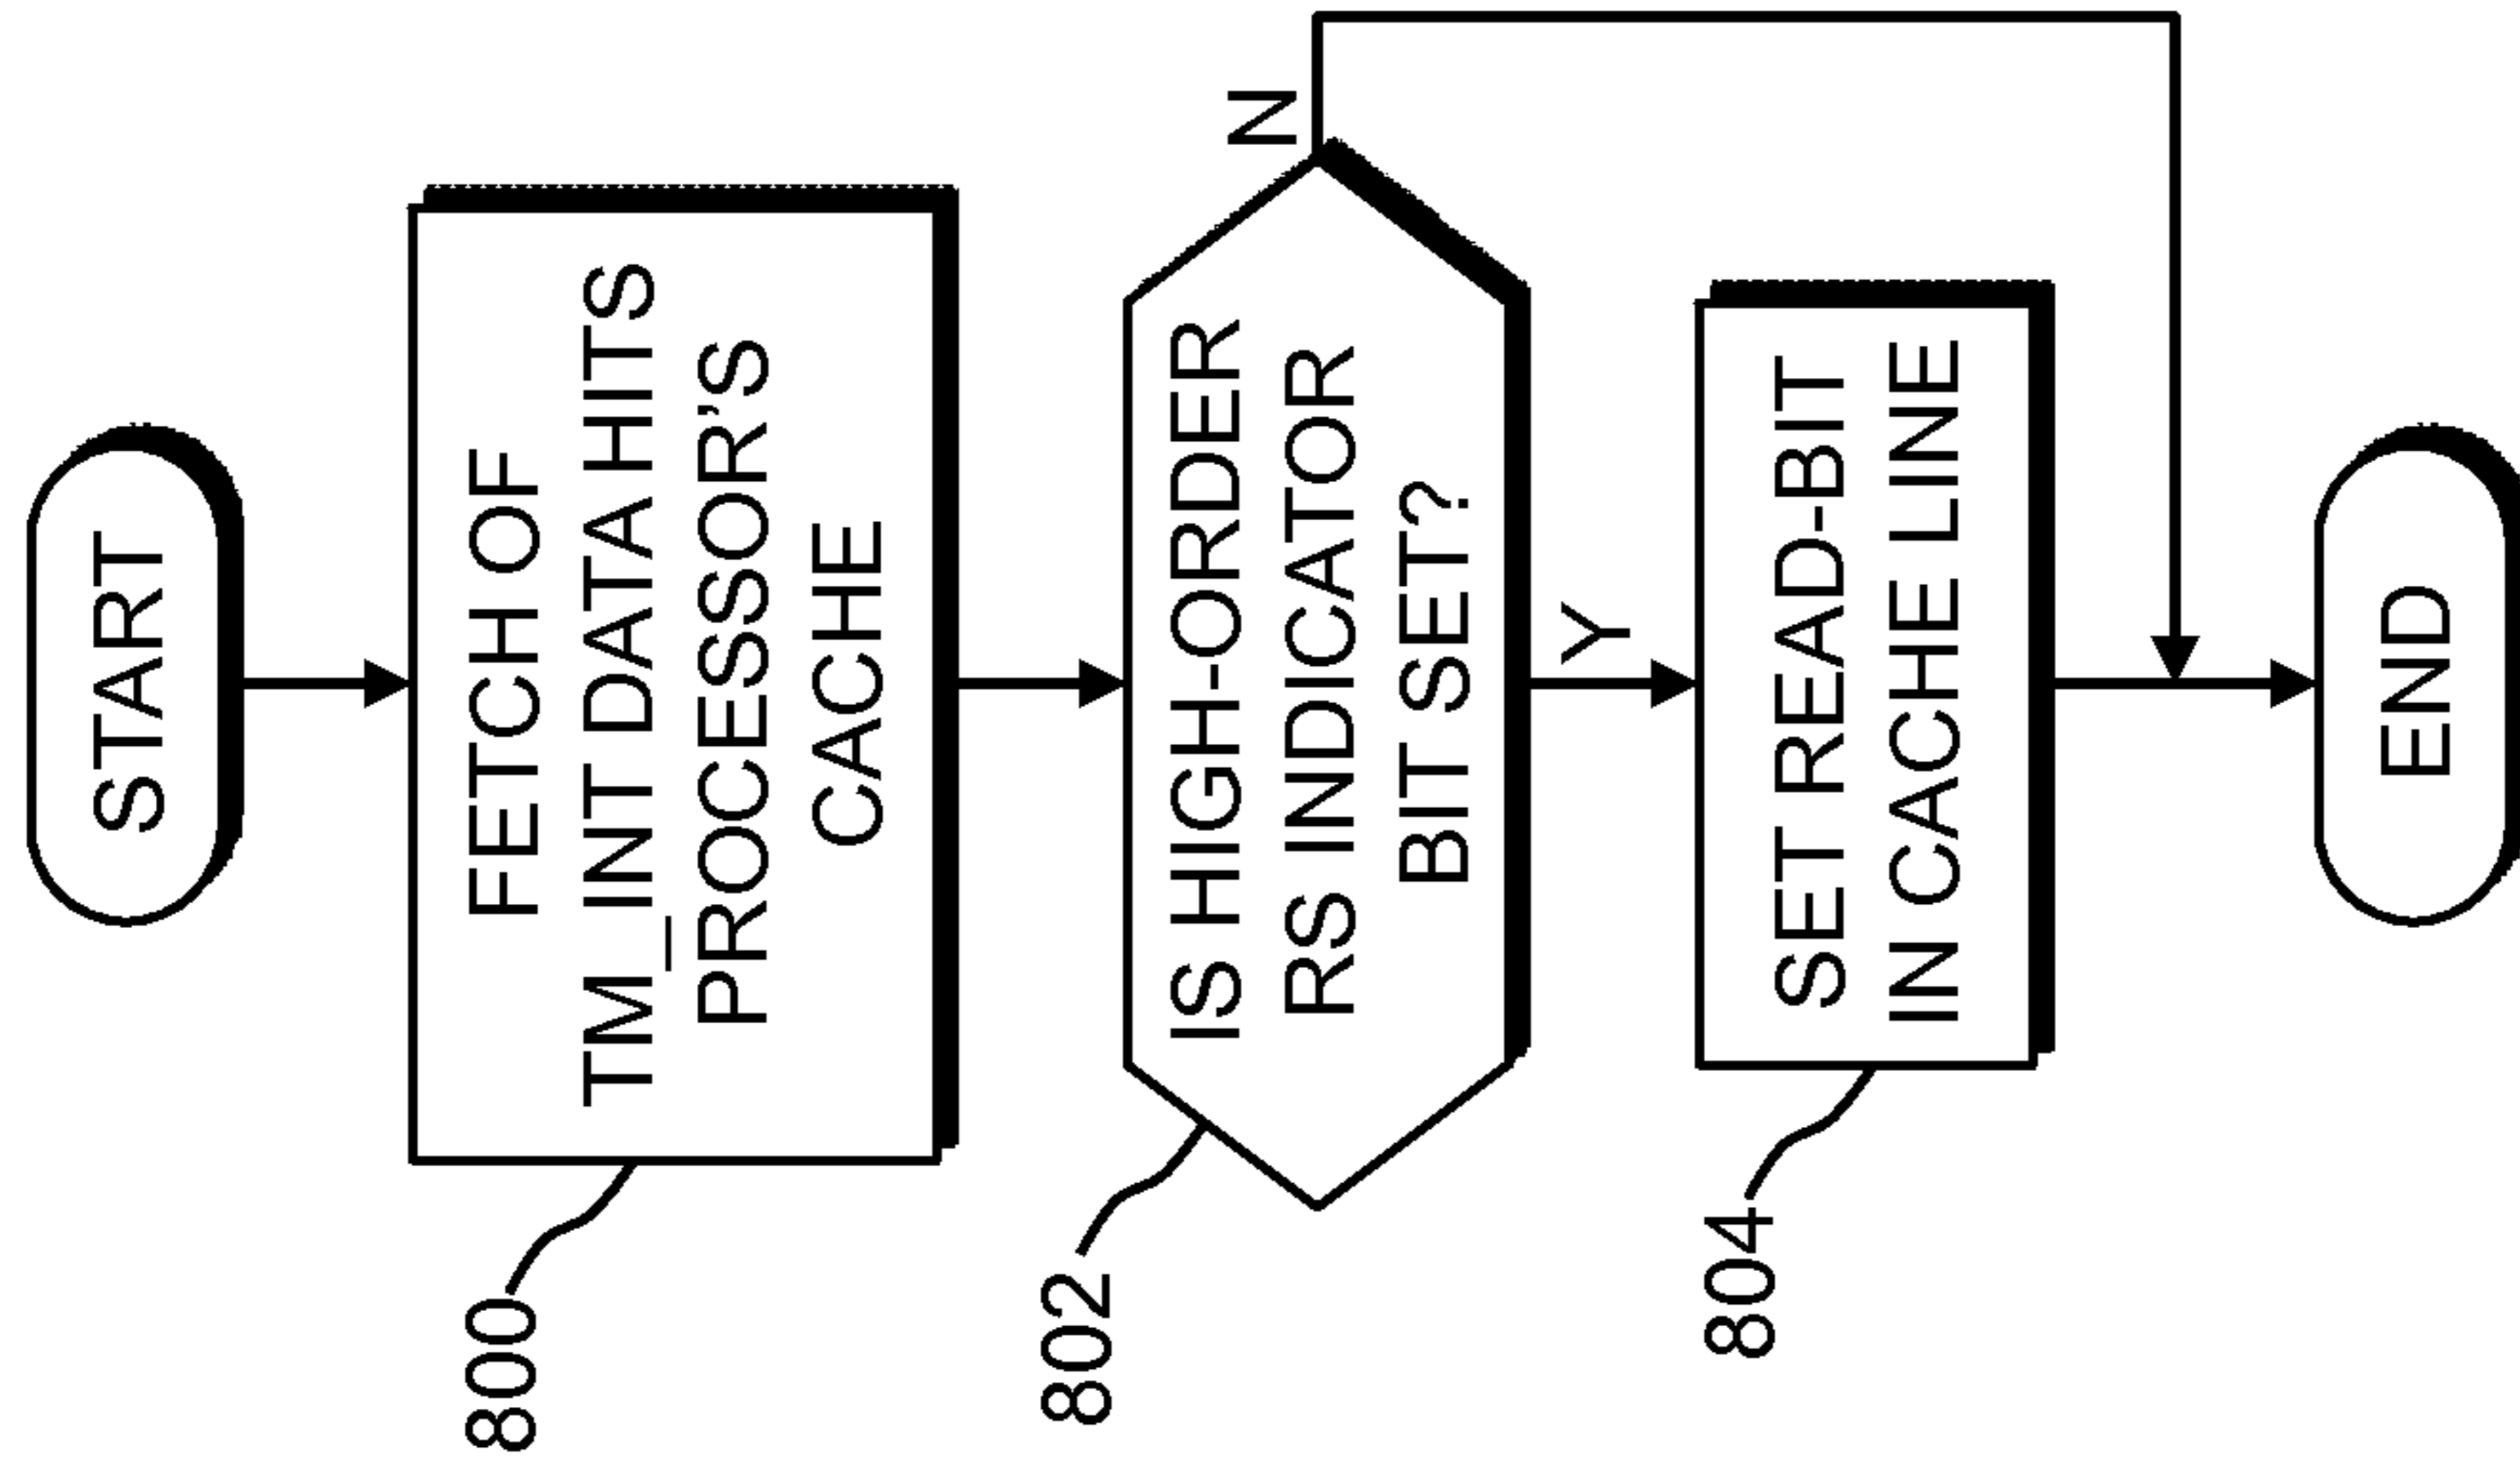 START
800
FETCH OF
TM_INT DATA HITS
PROCESSOR'S
CACHE
802
IS HIGH-ORDER
RS INDICATOR
BIT SET?
N
Y
804
SET READ-BIT
IN CACHE LINE
END